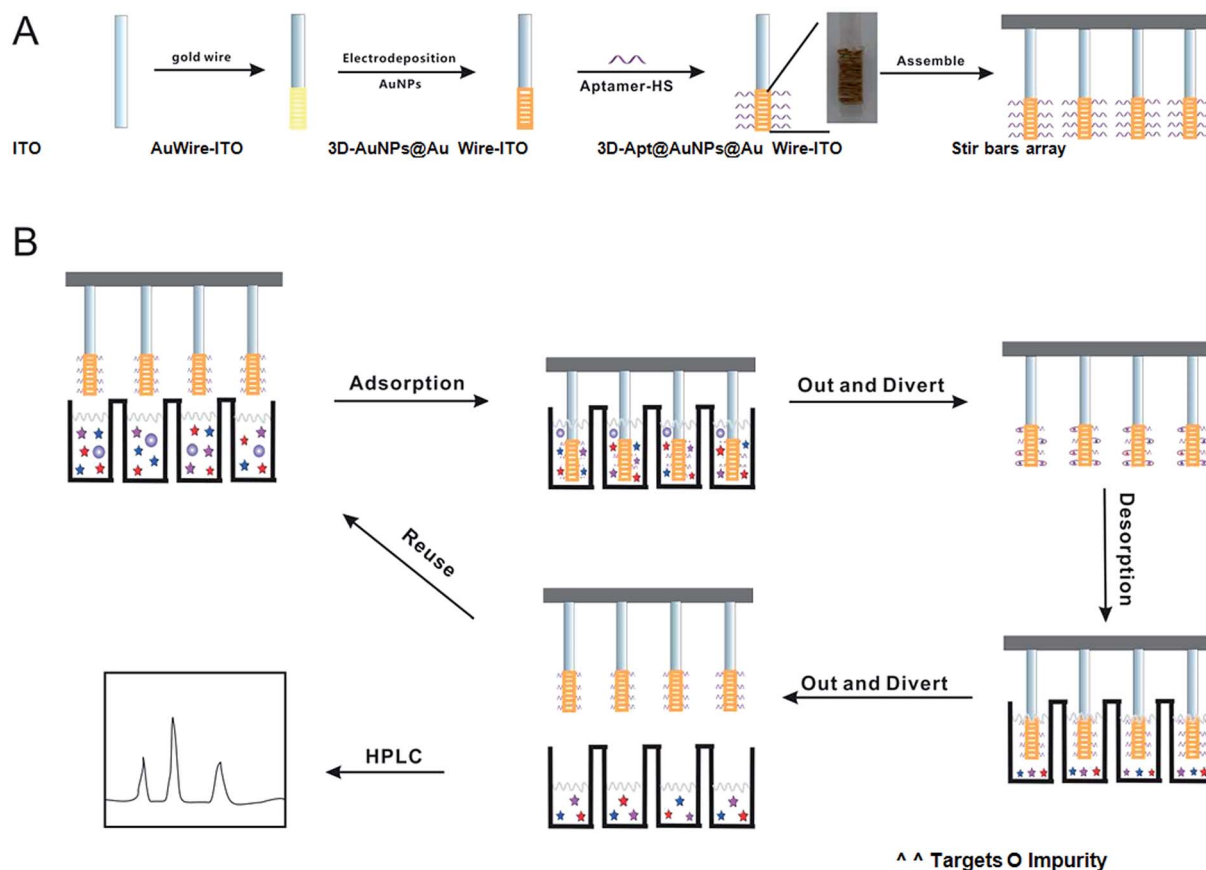 A
gold wire
Electrodeposition
AuNPs
Aptamer-HS
Assemble
ITO AuWire-ITO 3D-AuNPs@Au Wire-ITO 3D-Apt@AuNPs@Au Wire-ITO Stir bars array
B
Adsorption
Out and Divert
Desorption
Reuse
Out and Divert
HPLC
^ ^ Targets O Impurity